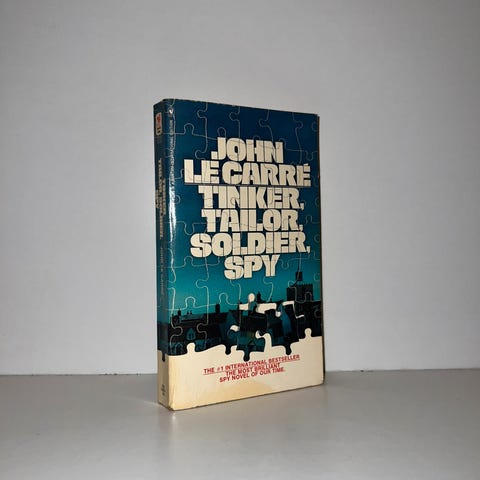 JOHN
LE CARRÉ
TINKER,
TAILOR,
SOLDIER,
SPY
THE #1 INTERNATIONAL BESTSELLER
THE MOST BRILLIANT
SPY NOVEL OF OUR TIME.